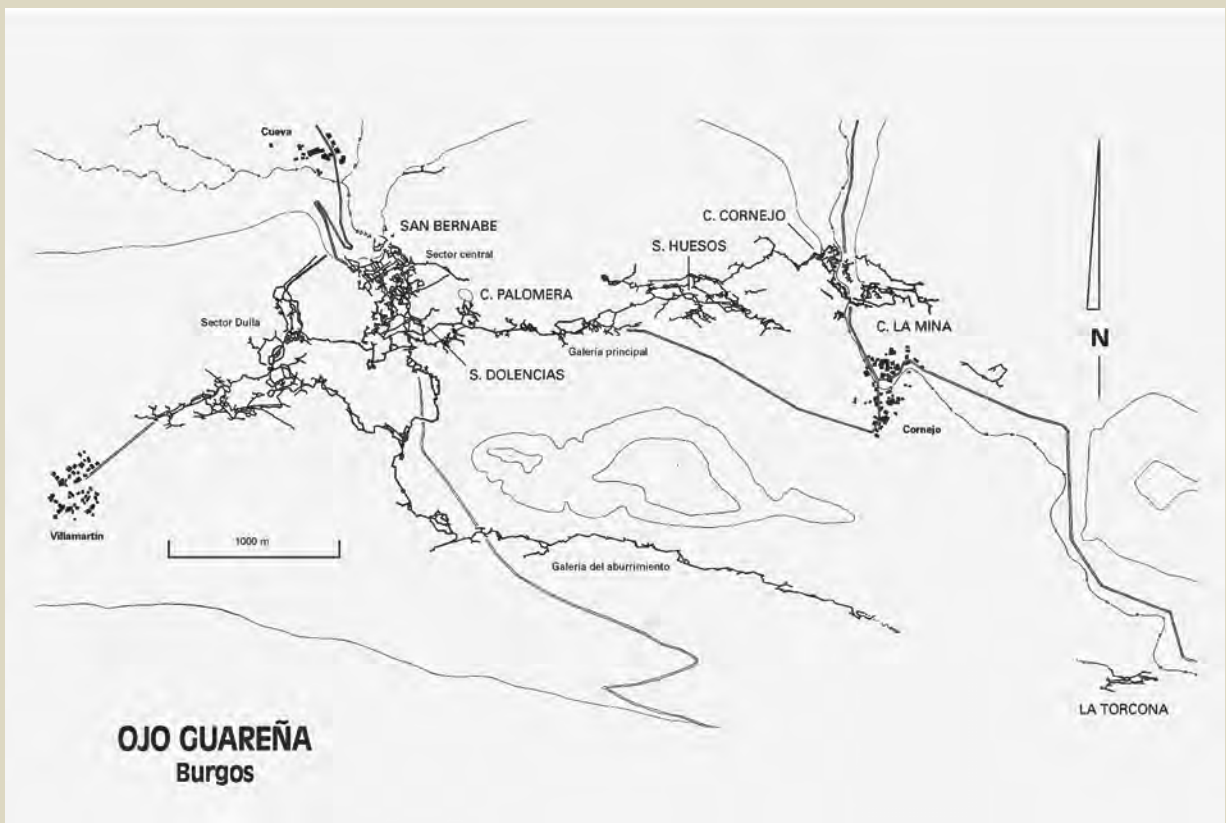 Cueva
SAN BERNABE
Sector central
C. CORNEJO
S. HUESOS
C. PALOMERA
Sector Dulla
C. LA MINA
N
Galería principal
S. DOLENCIAS
Cornejo
Villamartín
1000 m
Galería del aburrimiento
LA TORCONA
OJO GUAREÑA
Burgos